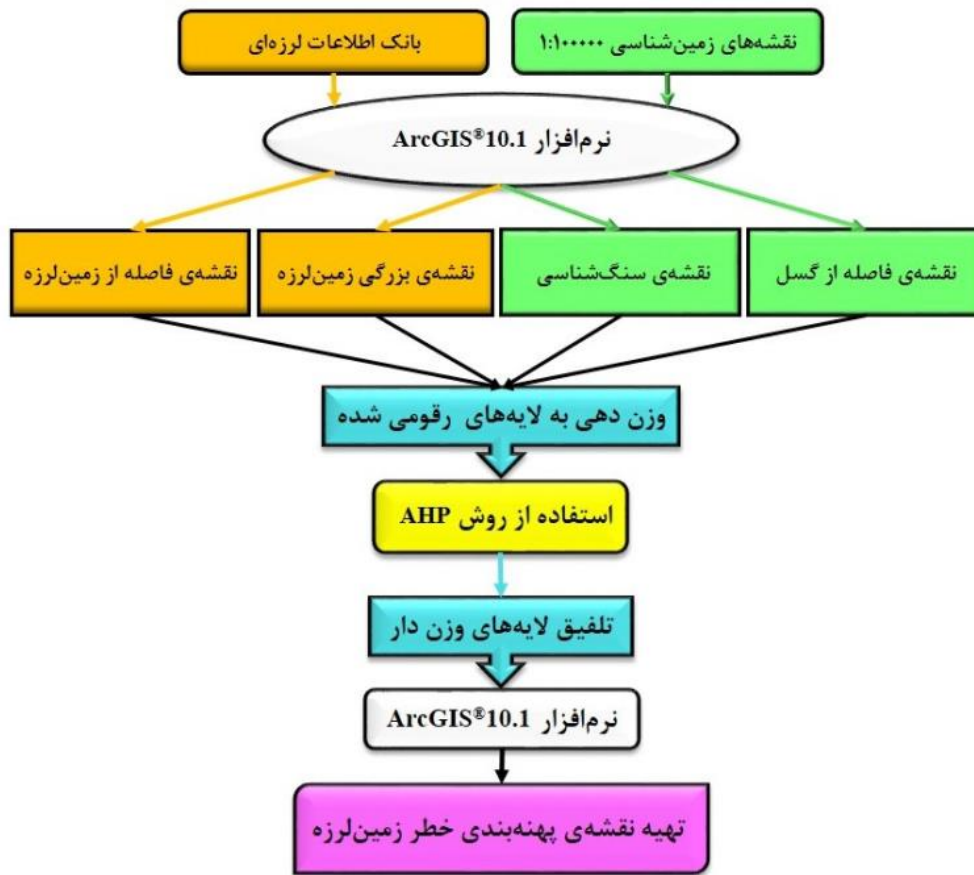 نقشه‌های زمین‌شناسی ۱:۱۰۰۰۰۰
بانک اطلاعات لرزه‌ای
نرم‌افزار ArcGIS®10.1
نقشه‌ی فاصله از گسل
نقشه‌ی سنگ‌شناسی
نقشه‌ی بزرگی زمین‌لرزه
نقشه‌ی فاصله از زمین‌لرزه
وزن دهی به لایه‌های رقومی شده
استفاده از روش AHP
تلفیق لایه‌های وزن دار
نرم‌افزار ArcGIS®10.1
تهیه نقشه‌ی پهنه‌بندی خطر زمین‌لرزه